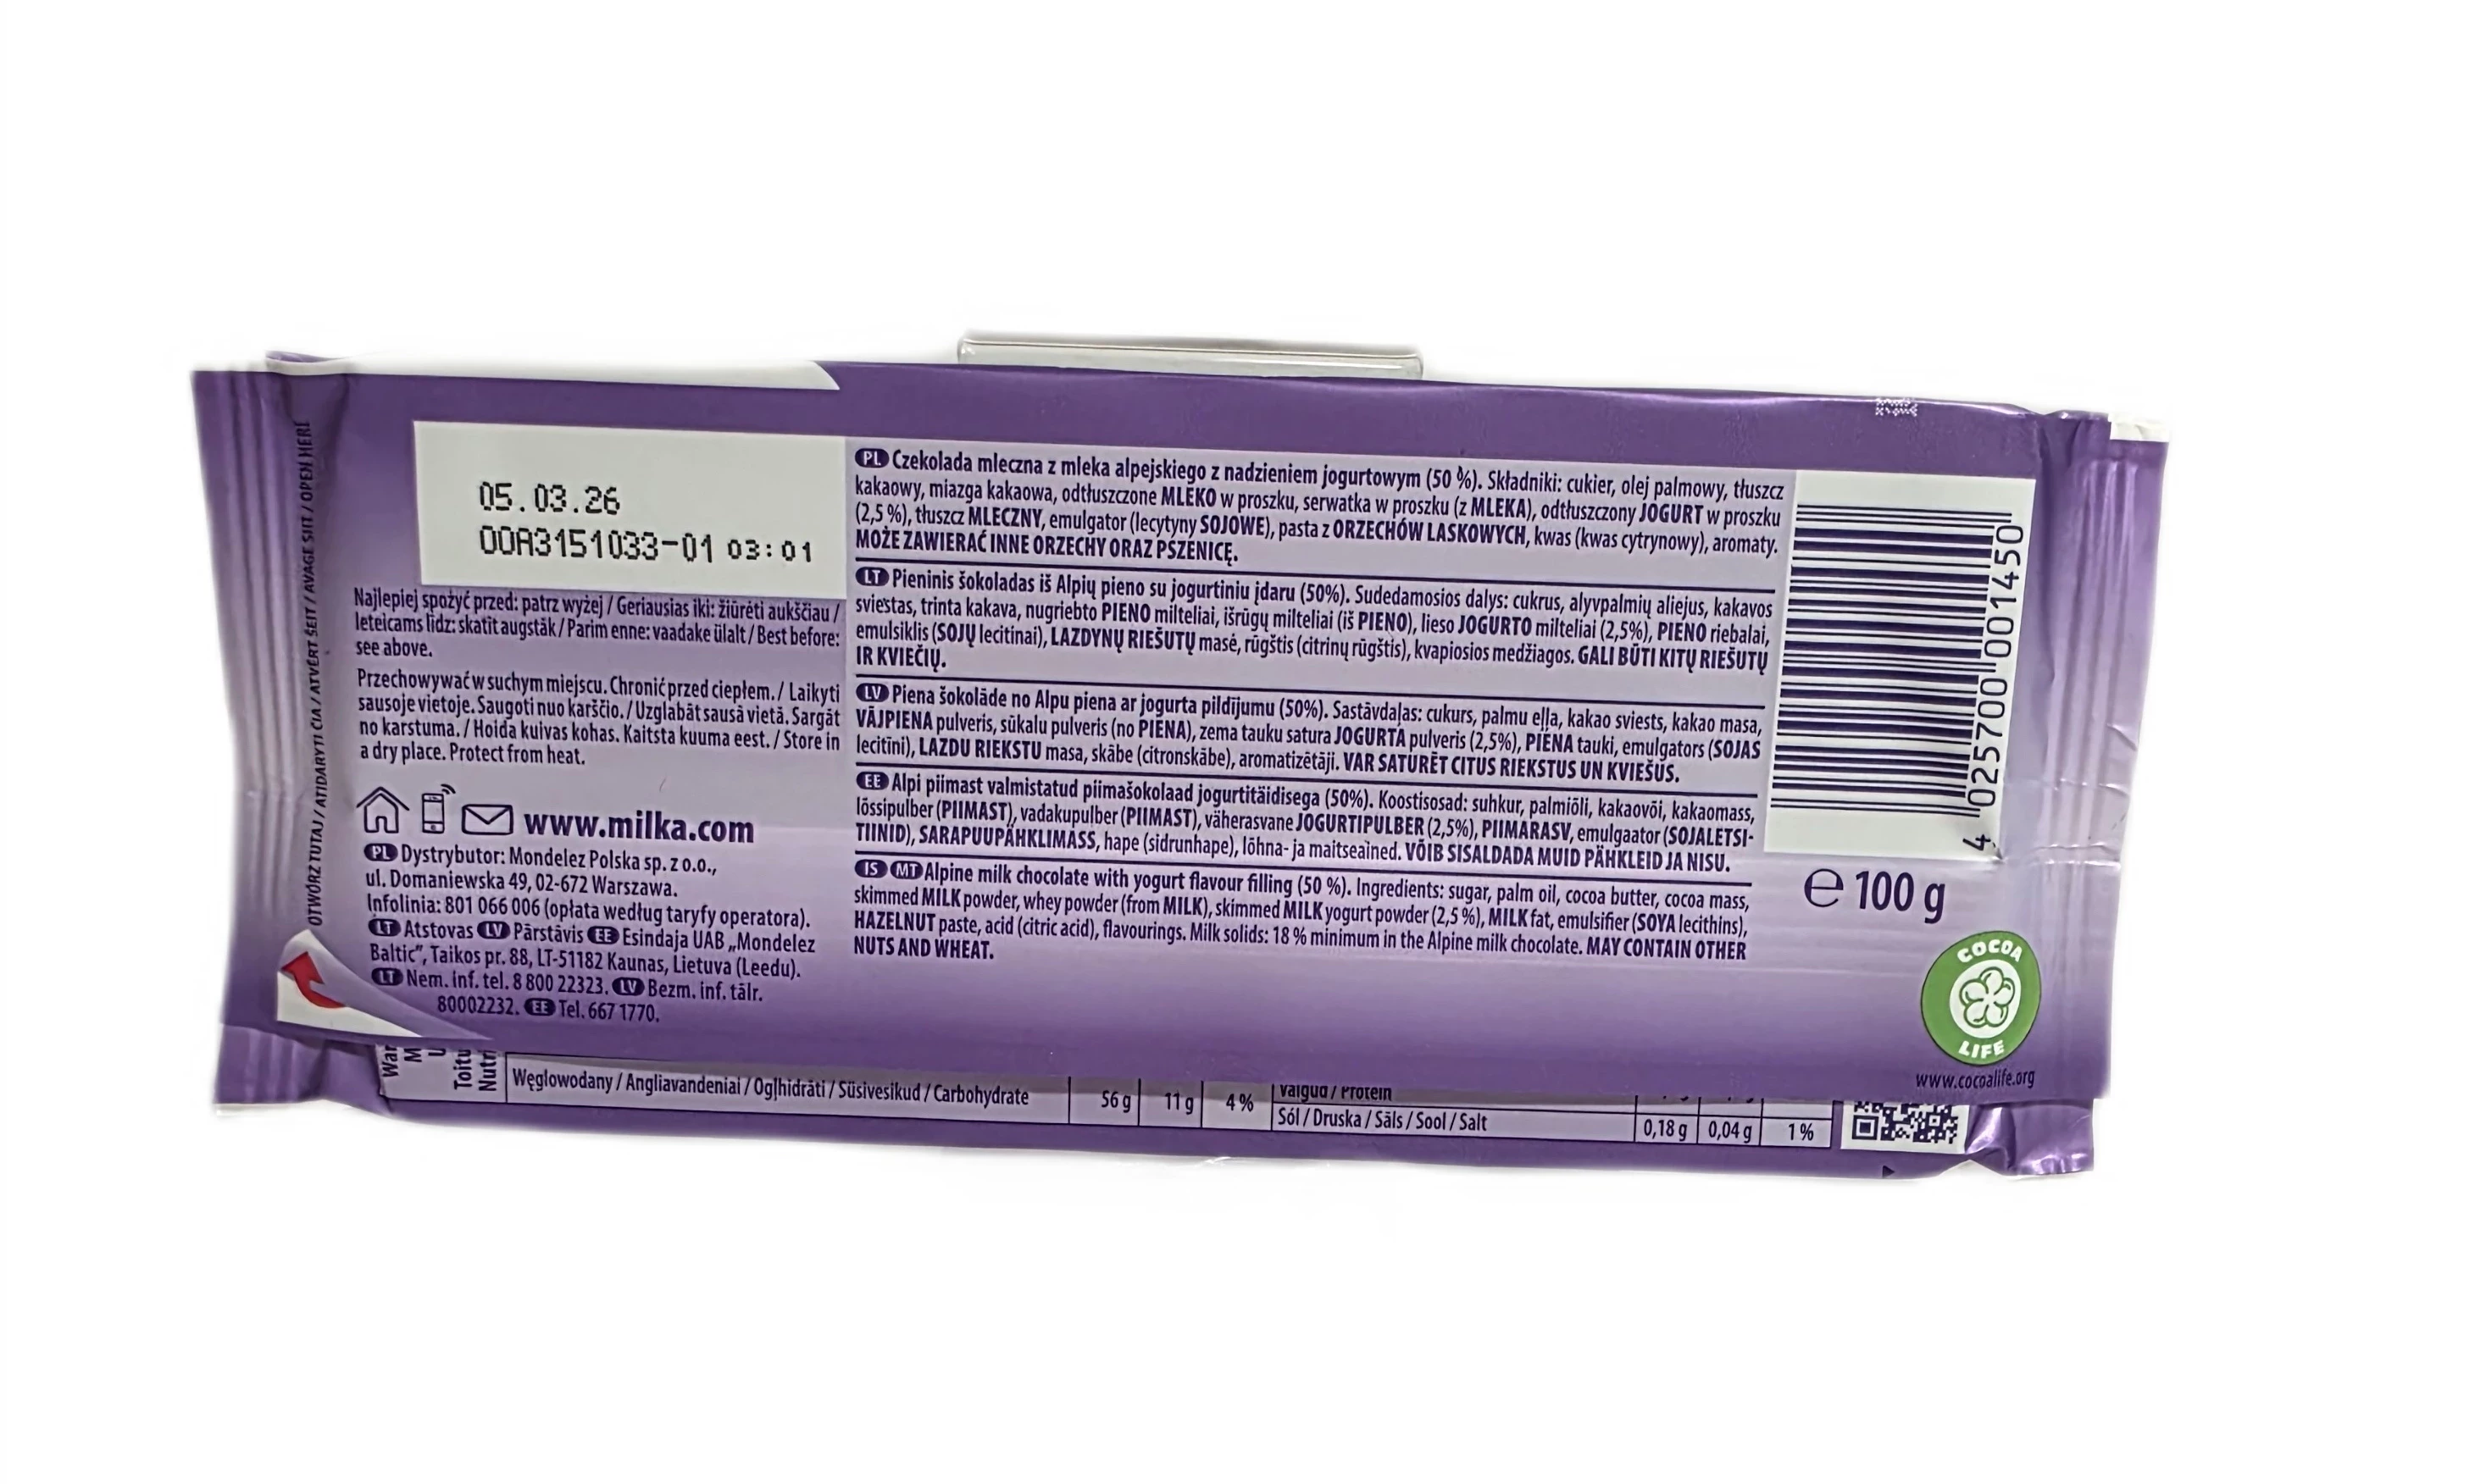 OTWÓRZ TUTAJ / ATIDARYTI ČIA / ATVĒRT ŠEIT / AVAGE SIIT / OPEN HERE
05.03.26
OOA3151033-01 03:01
Najlepiej spożyć przed: patrz wyżej / Geriausias iki: žiūrėti aukščiau /
Ieteicams līdz: skatīt augstāk / Parim enne: vaadake ülalt / Best before:
see above.
Przechowywać w suchym miejscu. Chronić przed ciepłem. / Laikyti
sausoje vietoje. Saugoti nuo karščio. / Uzglabāt sausā vietā. Sargāt
no karstuma. / Hoida kuivas kohas. Kaitsta kuuma eest. / Store in
a dry place. Protect from heat.
www.milka.com
PL Dystrybutor: Mondelez Polska sp. z o.o.,
ul. Domaniewska 49, 02-672 Warszawa.
Infolinia: 801 066 006 (opłata według taryfy operatora).
LT Atstovas LV Pārstāvis EE Esindaja UAB „Mondelez
Baltic”, Taikos pr. 88, LT-51182 Kaunas, Lietuva (Leedu).
LT Nem. inf. tel. 8 800 22323. LV Bezm. inf. tālr.
80002232. EE Tel. 667 1770.
PL Czekolada mleczna z mleka alpejskiego z nadzieniem jogurtowym (50 %). Składniki: cukier, olej palmowy, tłuszcz
kakaowy, miazga kakaowa, odtłuszczone MLEKO w proszku, serwatka w proszku (z MLEKA), odtłuszczony JOGURT w proszku
(2,5 %), tłuszcz MLECZNY, emulgator (lecytyny SOJOWE), pasta z ORZECHÓW LASKOWYCH, kwas (kwas cytrynowy), aromaty.
MOŻE ZAWIERAĆ INNE ORZECHY ORAZ PSZENICĘ.
LT Pieninis šokoladas iš Alpių pieno su jogurtiniu įdaru (50%). Sudedamosios dalys: cukrus, alyvpalmių aliejus, kakavos
sviestas, trinta kakava, nugriebto PIENO milteliai, išrūgų milteliai (iš PIENO), lieso JOGURTO milteliai (2,5%), PIENO riebalai,
emulsiklis (SOJŲ lecitinai), LAZDYNŲ RIEŠUTŲ masė, rūgštis (citrinų rūgštis), kvapiosios medžiagos. GALI BŪTI KITŲ RIEŠUTŲ
IR KVIEČIŲ.
LV Piena šokolāde no Alpu piena ar jogurta pildījumu (50%). Sastāvdaļas: cukurs, palmu eļļa, kakao sviests, kakao masa,
VĀJPIENA pulveris, sūkalu pulveris (no PIENA), zema tauku satura JOGURTA pulveris (2,5%), PIENA tauki, emulgators (SOJAS
lecitīni), LAZDU RIEKSTU masa, skābe (citronskābe), aromatizētāji. VAR SATURĒT CITUS RIEKSTUS UN KVIEŠUS.
EE Alpi piimast valmistatud piimašokolaad jogurtitäidisega (50%). Koostisosad: suhkur, palmiõli, kakaovõi, kakaomass,
lõssipulber (PIIMAST), vadakupulber (PIIMAST), väherasvane JOGURTIPULBER (2,5%), PIIMARASV, emulgaator (SOJALETSI-
TIINID), SARAPUUPÄHKLIMASS, hape (sidrunhape), lõhna- ja maitseained. VÕIB SISALDADA MUID PÄHKLEID JA NISU.
IS MT Alpine milk chocolate with yogurt flavour filling (50 %). Ingredients: sugar, palm oil, cocoa butter, cocoa mass,
skimmed MILK powder, whey powder (from MILK), skimmed MILK yogurt powder (2,5 %), MILK fat, emulsifier (SOYA lecithins),
HAZELNUT paste, acid (citric acid), flavourings. Milk solids: 18 % minimum in the Alpine milk chocolate. MAY CONTAIN OTHER
NUTS AND WHEAT.
4 025700 001450
e 100 g
COCOA
LIFE
www.cocoalife.org
Węglowodany / Angliavandeniai / Ogļhidrāti / Süsivesikud / Carbohydrate 56 g 11 g 4 %
Valgud / Protein
Sól / Druska / Sāls / Sool / Salt 0,18 g 0,04 g 1 %